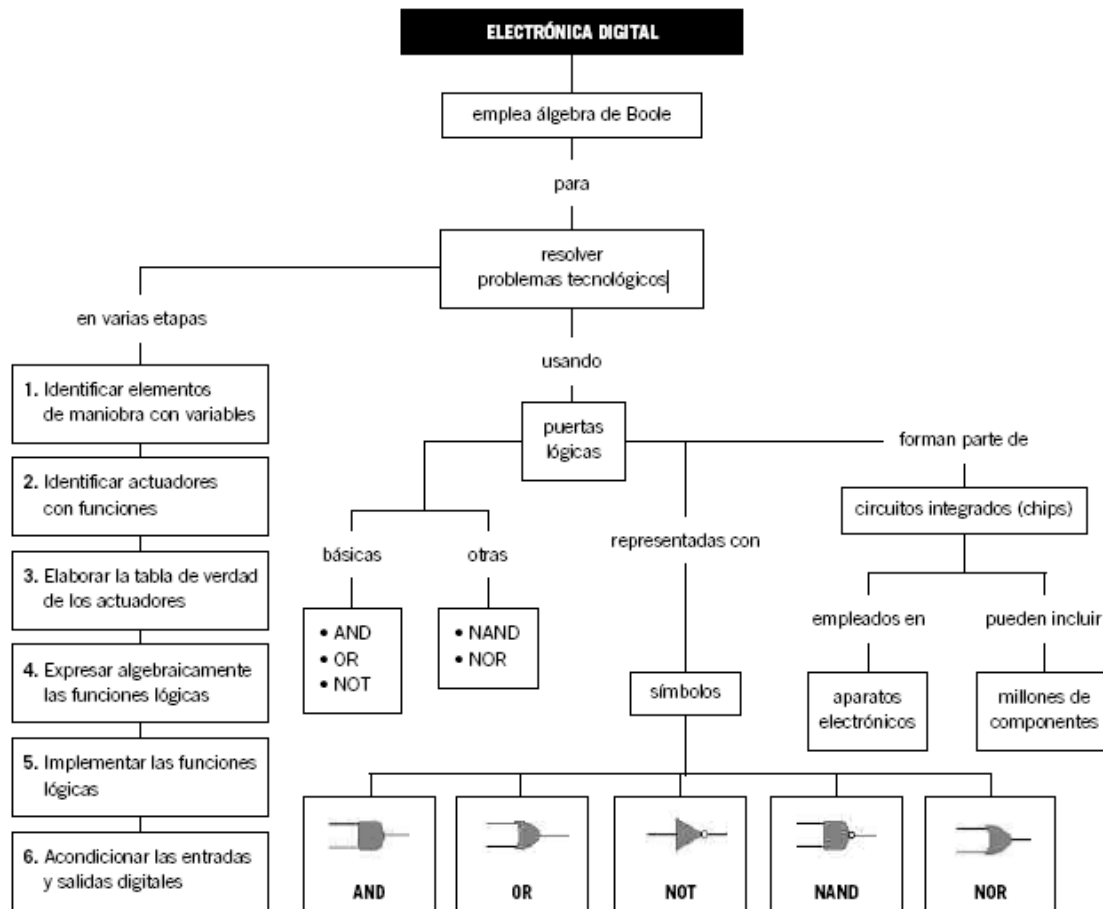 ELECTRÓNICA DIGITAL
emplea álgebra de Boole
para
resolver
problemas tecnológicos
en varias etapas
1. Identificar elementos
de maniobra con variables
2. Identificar actuadores
con funciones
3. Elaborar la tabla de verdad
de los actuadores
4. Expresar algebraicamente
las funciones lógicas
5. Implementar las funciones
lógicas
6. Acondicionar las entradas
y salidas digitales
usando
puertas
lógicas
básicas
• AND
• OR
• NOT
otras
• NAND
• NOR
representadas con
símbolos
forman parte de
circuitos integrados (chips)
empleados en
aparatos
electrónicos
pueden incluir
millones de
componentes
AND
OR
NOT
NAND
NOR